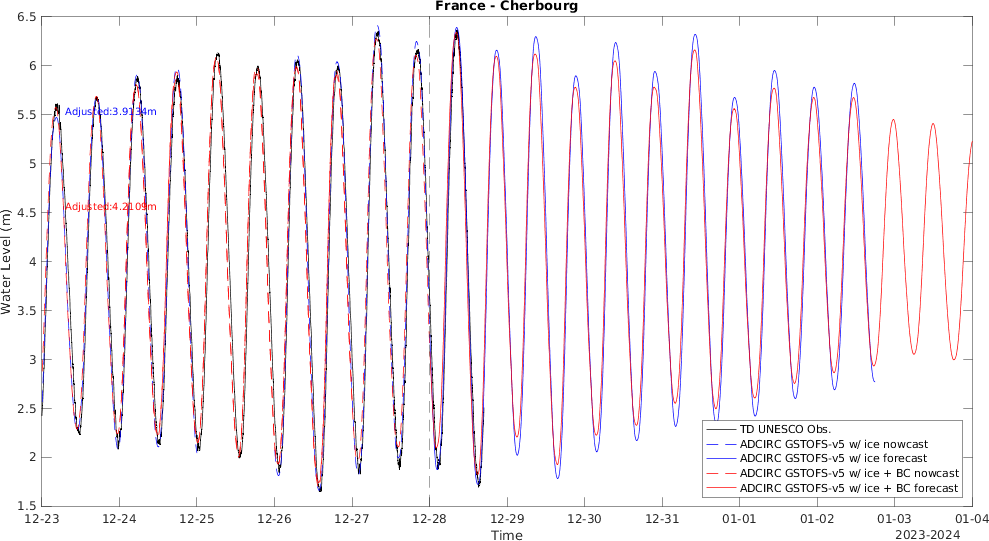 France - Cherbourg
6.5
6
5.5
5
4.5
4
3.5
3
2.5
2
1.5
Water Level (m)
Adjusted:3.9134m
Adjusted:4.2109m
TD UNESCO Obs.
ADCIRC GSTOFS-v5 w/ ice nowcast
ADCIRC GSTOFS-v5 w/ ice forecast
ADCIRC GSTOFS-v5 w/ ice + BC nowcast
ADCIRC GSTOFS-v5 w/ ice + BC forecast
12-23 12-24 12-25 12-26 12-27 12-28 12-29 12-30 12-31 01-01 01-02 01-03 01-04
Time
2023-2024